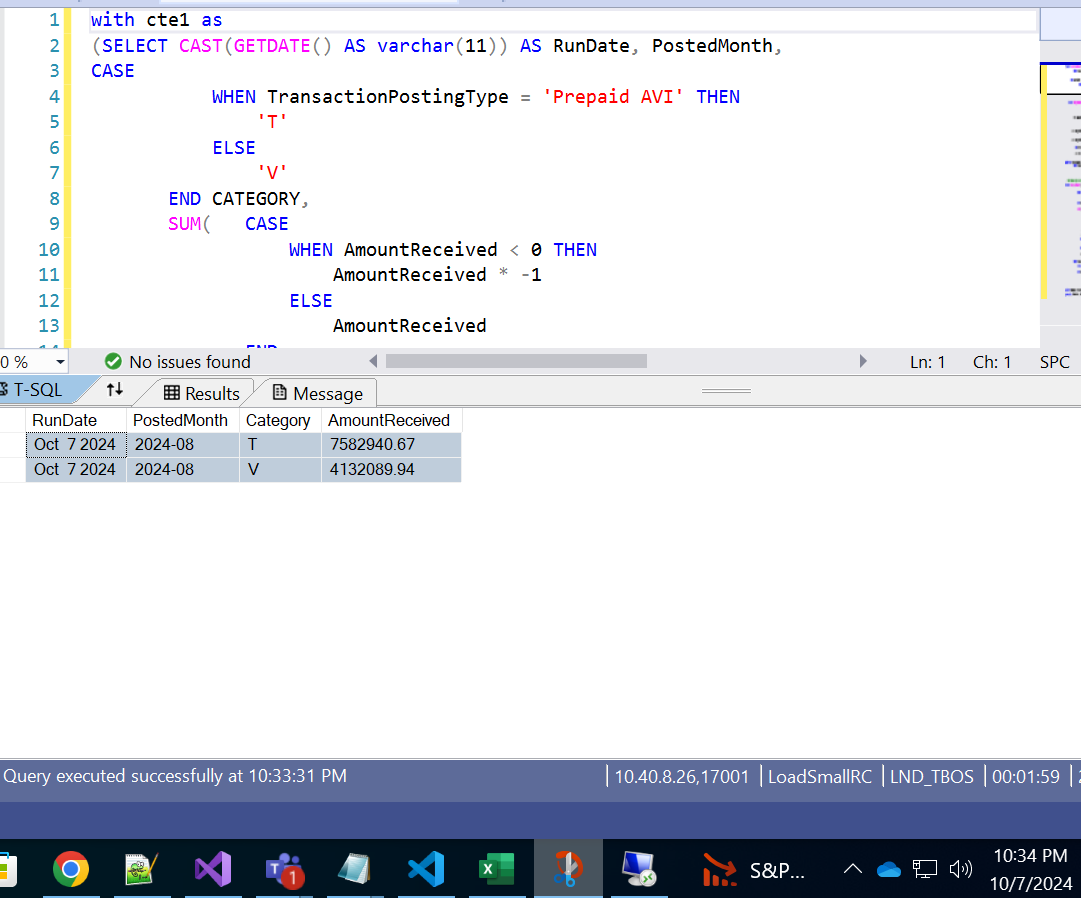 1 with cte1 as
2 (SELECT CAST(GETDATE() AS varchar(11)) AS RunDate, PostedMonth,
3 CASE
4 WHEN TransactionPostingType = 'Prepaid AVI' THEN
5 'T'
6 ELSE
7 'V'
8 END CATEGORY,
9 SUM( CASE
10 WHEN AmountReceived < 0 THEN
11 AmountReceived * -1
12 ELSE
13 AmountReceived
0 % No issues found Ln: 1 Ch: 1 SPC
T-SQL Results Message
RunDate PostedMonth Category AmountReceived
Oct 7 2024 2024-08 T 7582940.67
Oct 7 2024 2024-08 V 4132089.94
Query executed successfully at 10:33:31 PM 10.40.8.26,17001 LoadSmallRC LND_TBOS 00:01:59
1 S&P... 10:34 PM
10/7/2024